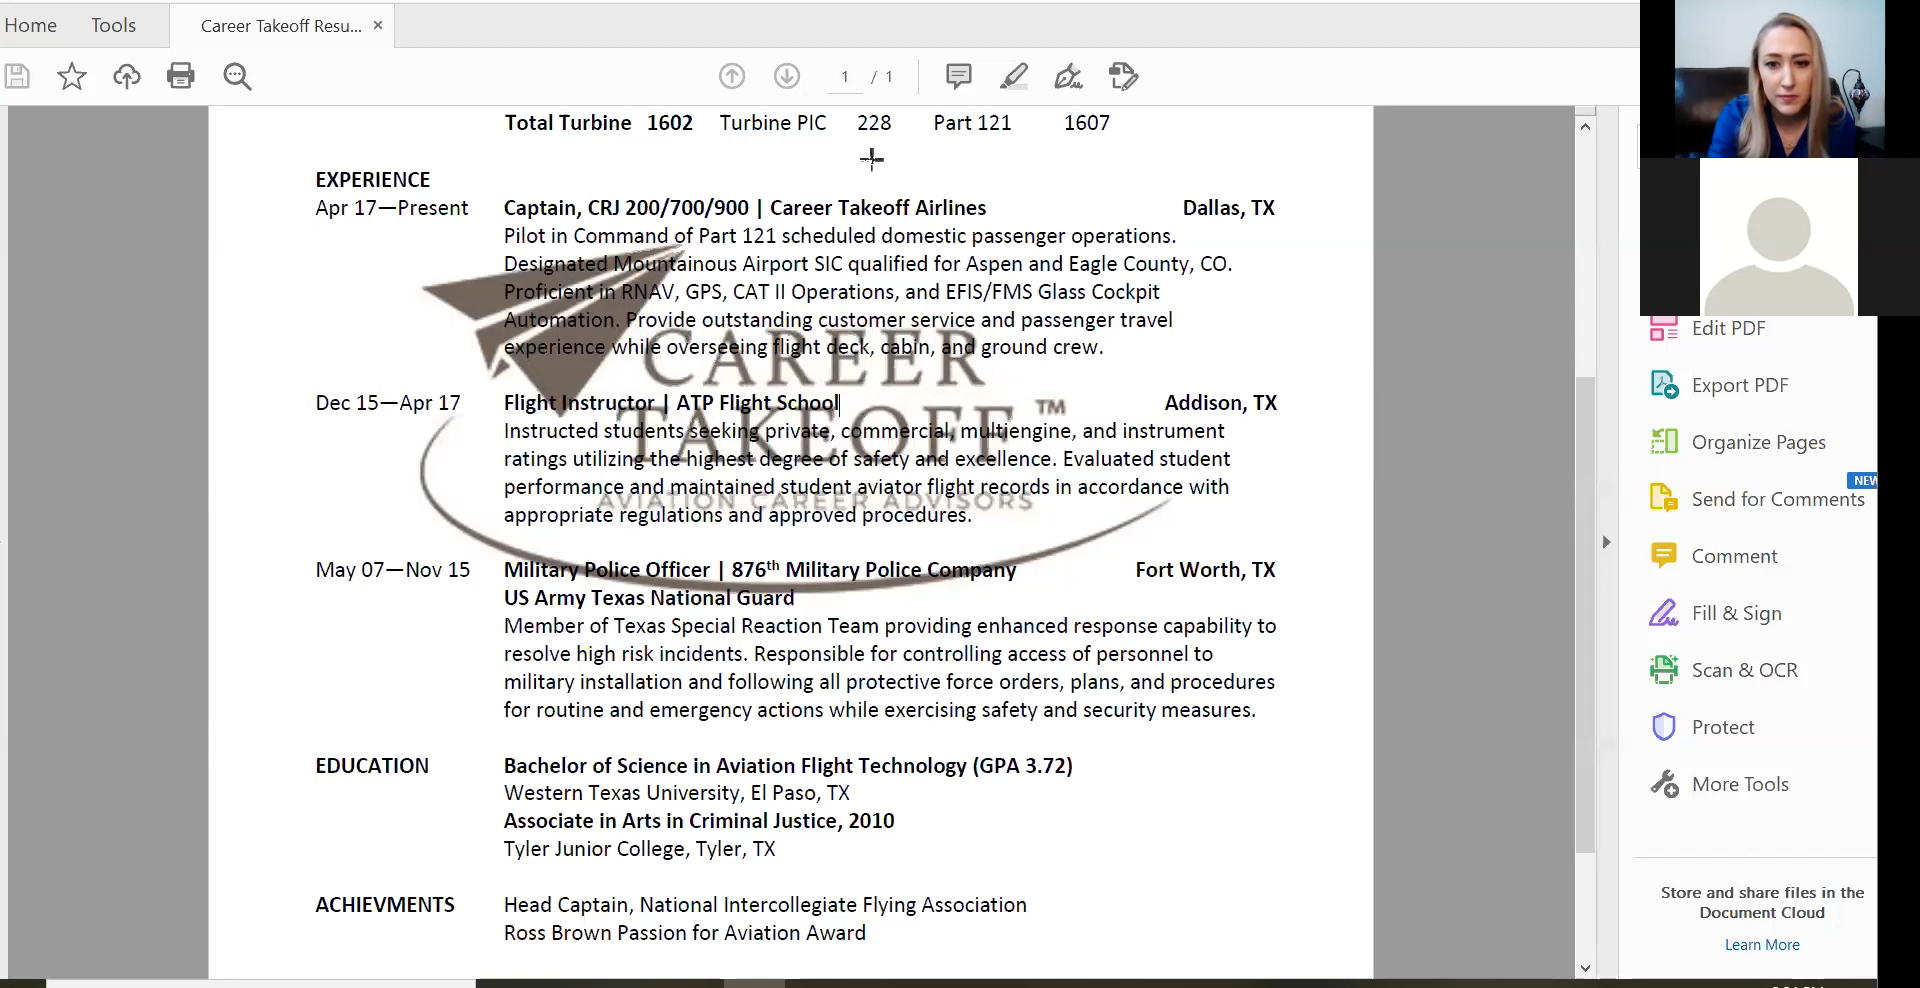 Home Tools Career Takeoff Resu... ×
1 / 1
Total Turbine 1602 Turbine PIC 228 Part 121 1607
EXPERIENCE
Apr 17—Present Captain, CRJ 200/700/900 | Career Takeoff Airlines Dallas, TX
Pilot in Command of Part 121 scheduled domestic passenger operations.
Designated Mountainous Airport SIC qualified for Aspen and Eagle County, CO.
Proficient in RNAV, GPS, CAT II Operations, and EFIS/FMS Glass Cockpit
Automation. Provide outstanding customer service and passenger travel
experience while overseeing flight deck, cabin, and ground crew.
Dec 15—Apr 17 Flight Instructor | ATP Flight School Addison, TX
Instructed students seeking private, commercial, multiengine, and instrument
ratings utilizing the highest degree of safety and excellence. Evaluated student
performance and maintained student aviator flight records in accordance with
appropriate regulations and approved procedures.
May 07—Nov 15 Military Police Officer | 876th Military Police Company Fort Worth, TX
US Army Texas National Guard
Member of Texas Special Reaction Team providing enhanced response capability to
resolve high risk incidents. Responsible for controlling access of personnel to
military installation and following all protective force orders, plans, and procedures
for routine and emergency actions while exercising safety and security measures.
EDUCATION Bachelor of Science in Aviation Flight Technology (GPA 3.72)
Western Texas University, El Paso, TX
Associate in Arts in Criminal Justice, 2010
Tyler Junior College, Tyler, TX
ACHIEVMENTS Head Captain, National Intercollegiate Flying Association
Ross Brown Passion for Aviation Award
CAREER
TAKEOFF ™
AVIATION CAREER ADVISORS
Edit PDF
Export PDF
Organize Pages
NEW
Send for Comments
Comment
Fill & Sign
Scan & OCR
Protect
More Tools
Store and share files in the
Document Cloud
Learn More